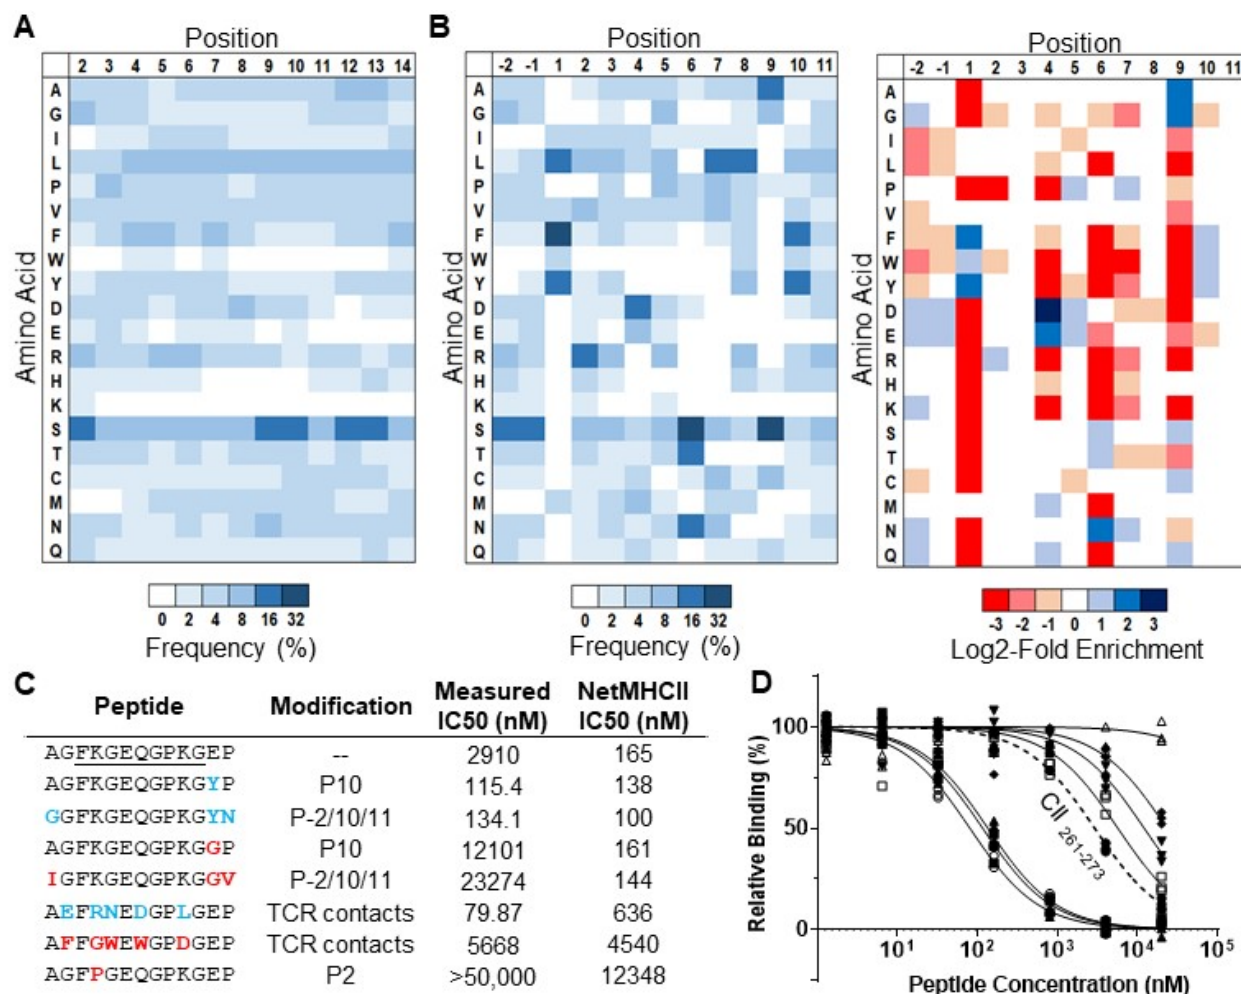 A
Position
2 3 4 5 6 7 8 9 10 11 12 13 14
Amino Acid
A
G
I
L
P
V
F
W
Y
D
E
R
H
K
S
T
C
M
N
Q
0 2 4 8 16 32
Frequency (%)
B
Position
-2 -1 1 2 3 4 5 6 7 8 9 10 11
Amino Acid
A
G
I
L
P
V
F
W
Y
D
E
R
H
K
S
T
C
M
N
Q
0 2 4 8 16 32
Frequency (%)
Position
-2 -1 1 2 3 4 5 6 7 8 9 10 11
Amino Acid
A
G
I
L
P
V
F
W
Y
D
E
R
H
K
S
T
C
M
N
Q
-3 -2 -1 0 1 2 3
Log2-Fold Enrichment
C
Peptide Modification Measured IC50 (nM) NetMHCII IC50 (nM)
AGFKGEQGPKGEP -- 2910 165
AGFKGEQGPKGYP P10 115.4 138
GGFKGEQGPKGYN P-2/10/11 134.1 100
AGFKGEQGPKGGP P10 12101 161
IGFKGEQGPKGGV P-2/10/11 23274 144
AEFRNEDGPLGEP TCR contacts 79.87 636
AFFGWEWGPDGEP TCR contacts 5668 4540
AGFPGEQGPKGEP P2 >50,000 12348
D
Relative Binding (%)
100
50
0
CII 261-273
10¹ 10² 10³ 10⁴ 10⁵
Peptide Concentration (nM)